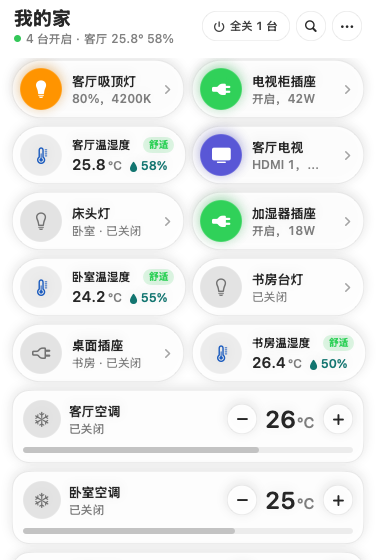 我的家
4 台开启 · 客厅 25.8° 58%
全关 1 台
客厅吸顶灯
80%，4200K
电视柜插座
开启，42W
客厅温湿度
舒适
25.8°C 58%
客厅电视
HDMI 1，...
床头灯
卧室 · 已关闭
加湿器插座
开启，18W
卧室温湿度
舒适
24.2°C 55%
书房台灯
已关闭
桌面插座
书房 · 已关闭
书房温湿度
舒适
26.4°C 50%
客厅空调
已关闭
26°C
卧室空调
已关闭
25°C